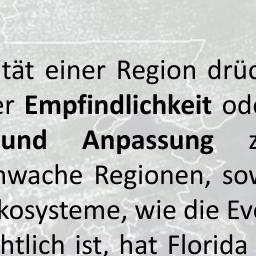 tät einer Region drüc
er Empfindlichkeit ode
und Anpassung z
hwache Regionen, sow
kosysteme, wie die Eve
htlich ist, hat Florida